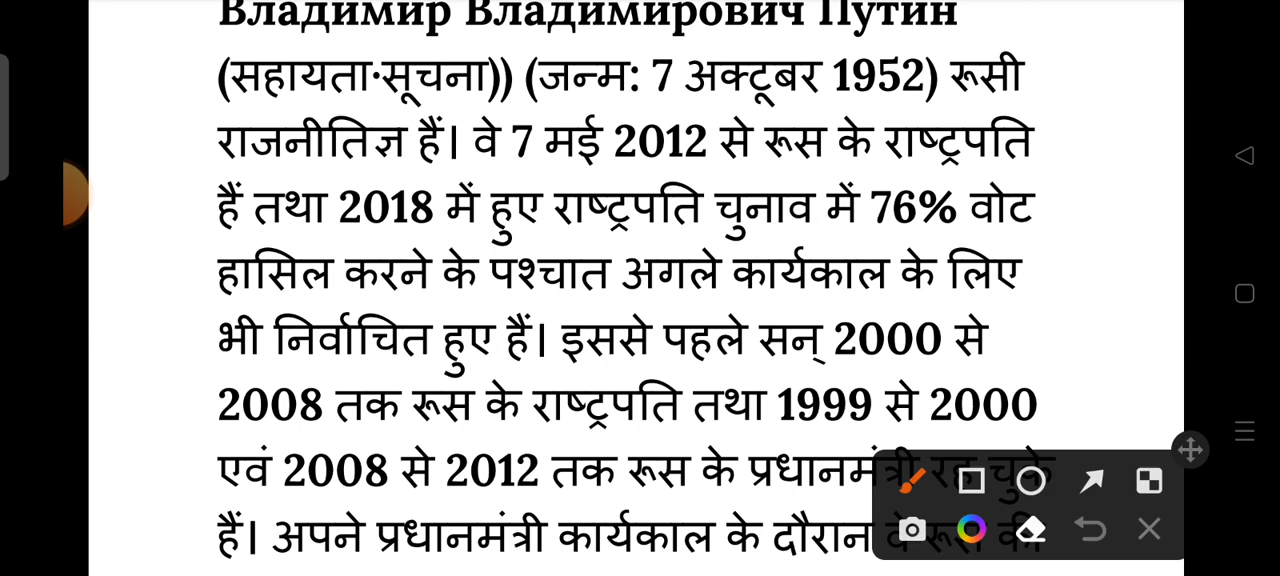 Владимир Владимирович Путин
(सहायता·सूचना)) (जन्म: 7 अक्टूबर 1952) रूसी
राजनीतिज्ञ हैं। वे 7 मई 2012 से रूस के राष्ट्रपति
हैं तथा 2018 में हुए राष्ट्रपति चुनाव में 76% वोट
हासिल करने के पश्चात अगले कार्यकाल के लिए
भी निर्वाचित हुए हैं। इससे पहले सन् 2000 से
2008 तक रूस के राष्ट्रपति तथा 1999 से 2000
एवं 2008 से 2012 तक रूस के प्रधानमंत्री रह चुके
हैं। अपने प्रधानमंत्री कार्यकाल के दौरान वे रूस की